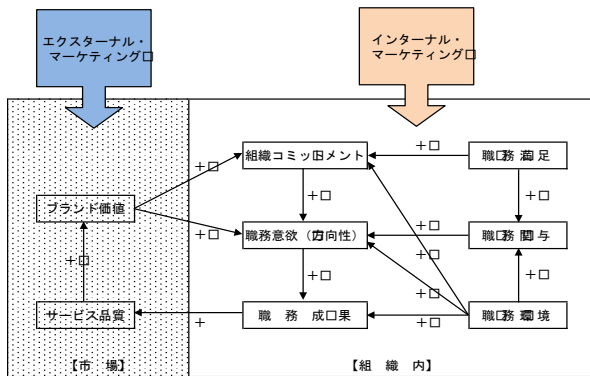 エクスターナル・
マーケティング□
インターナル・
マーケティング□
組織コミットメント
＋□
職務満足
＋□
＋□
＋□
ブランド価値
＋□
職務意欲（方向性）
＋□
職務関与
＋□
＋□
＋□
＋□
＋□
サービス品質
＋
職 務 成□果
＋□
職務環境
【市 場】
【組 織 内】